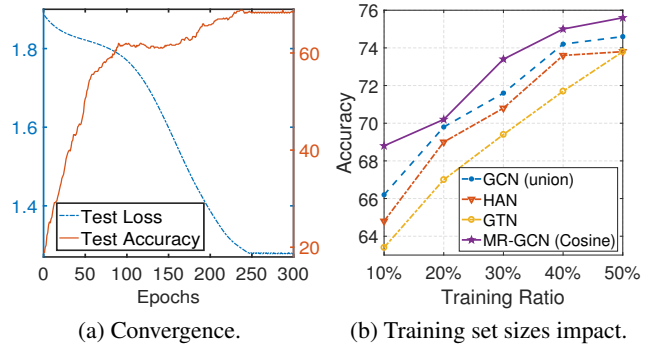 1.8
1.6
1.4
60
40
20
Test Loss
Test Accuracy
0 50 100 150 200 250 300
Epochs
(a) Convergence.
76
74
72
70
68
66
64
Accuracy
GCN (union)
HAN
GTN
MR-GCN (Cosine)
10% 20% 30% 40% 50%
Training Ratio
(b) Training set sizes impact.